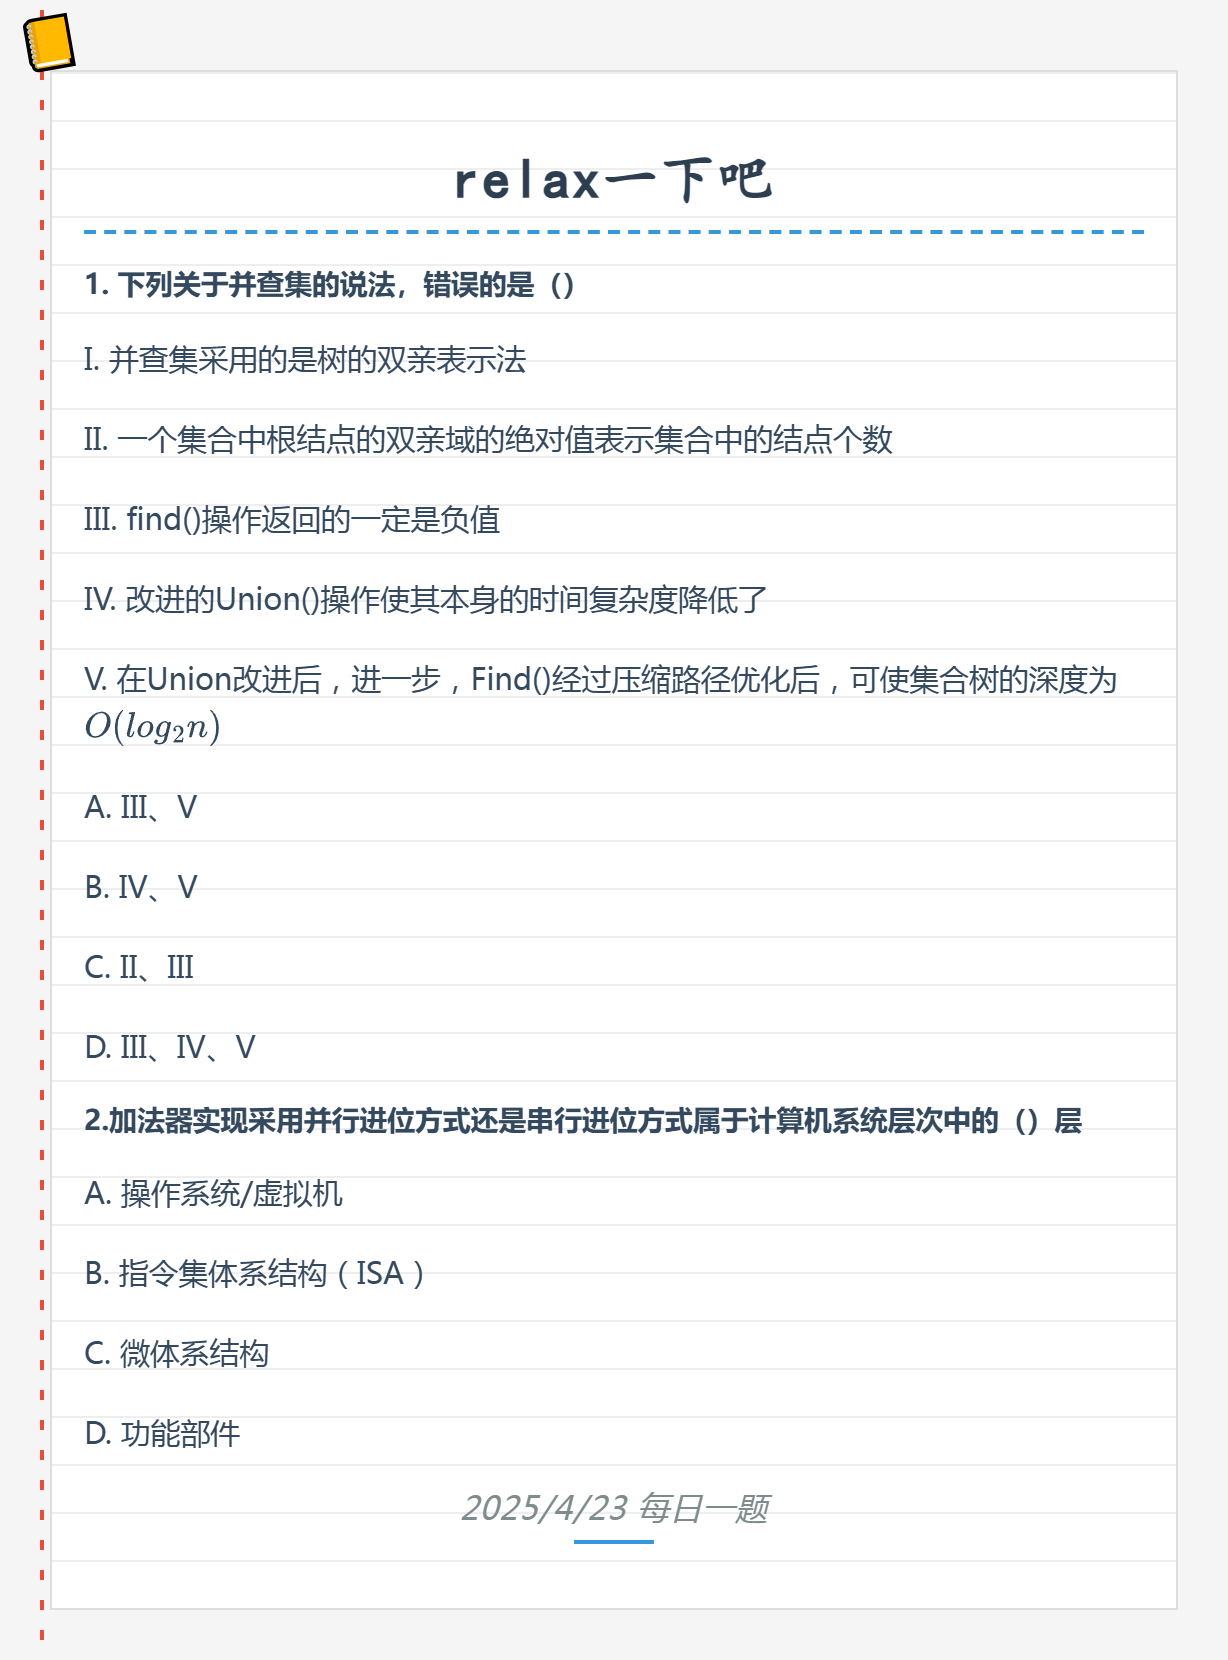 relax一下吧
1. 下列关于并查集的说法，错误的是（）
I. 并查集采用的是树的双亲表示法
II. 一个集合中根结点的双亲域的绝对值表示集合中的结点个数
III. find()操作返回的一定是负值
IV. 改进的Union()操作使其本身的时间复杂度降低了
V. 在Union改进后，进一步，Find()经过压缩路径优化后，可使集合树的深度为
O(log₂n)
A. III、V
B. IV、V
C. II、III
D. III、IV、V
2.加法器实现采用并行进位方式还是串行进位方式属于计算机系统层次中的（）层
A. 操作系统/虚拟机
B. 指令集体系结构（ISA）
C. 微体系结构
D. 功能部件
2025/4/23 每日一题